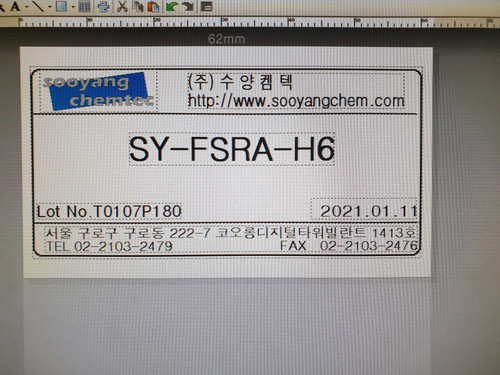 62mm
sooyang
chemtec
(주) 수 양 켐 텍
http://www.sooyangchem.com
SY-FSRA-H6
Lot No.T0107P180
2021.01.11
서울 구로구 구로동 222-7 코오롱디지털타워빌란트 1413호
TEL 02-2103-2479
FAX 02-2103-2476